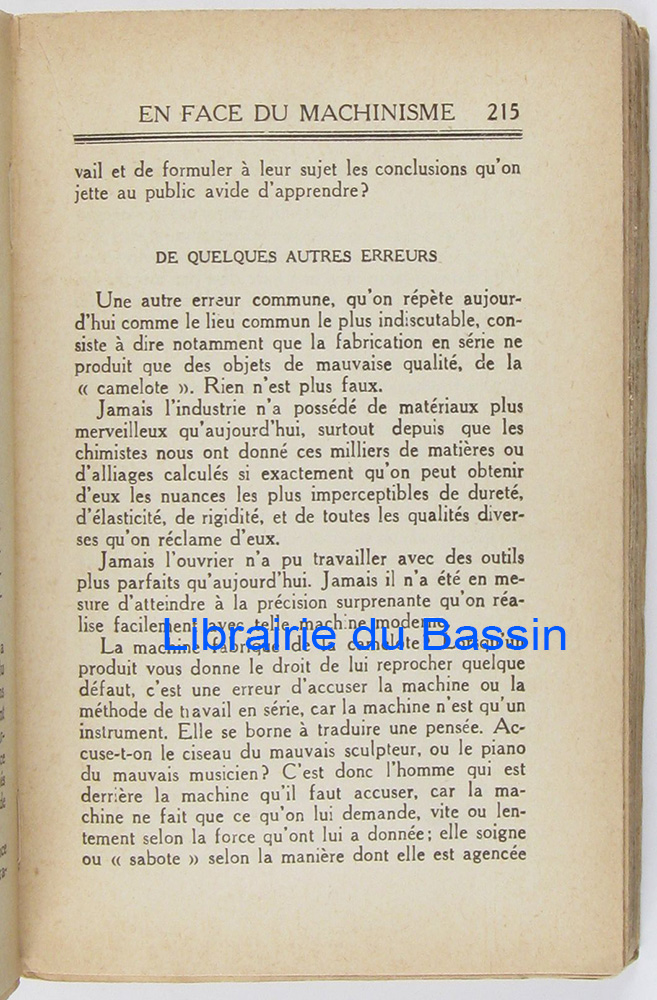 EN FACE DU MACHINISME 215
vail et de formuler à leur sujet les conclusions qu'on
jette au public avide d'apprendre?
DE QUELQUES AUTRES ERREURS
Une autre erreur commune, qu'on répète aujour-
d'hui comme le lieu commun le plus indiscutable, con-
siste à dire notamment que la fabrication en série ne
produit que des objets de mauvaise qualité, de la
« camelote ». Rien n'est plus faux.
Jamais l'industrie n'a possédé de matériaux plus
merveilleux qu'aujourd'hui, surtout depuis que les
chimistes nous ont donné ces milliers de matières ou
d'alliages calculés si exactement qu'on peut obtenir
d'eux les nuances les plus imperceptibles de dureté,
d'élasticité, de rigidité, et de toutes les qualités diver-
ses qu'on réclame d'eux.
Jamais l'ouvrier n'a pu travailler avec des outils
plus parfaits qu'aujourd'hui. Jamais il n'a été en me-
sure d'atteindre à la précision surprenante qu'on réa-
lise facilement avec telle machine moderne.
Librairie du Bassin
La machine fabrique de la camelote? Lorsqu'un
produit vous donne le droit de lui reprocher quelque
défaut, c'est une erreur d'accuser la machine ou la
méthode de travail en série, car la machine n'est qu'un
instrument. Elle se borne à traduire une pensée. Ac-
cuse-t-on le ciseau du mauvais sculpteur, ou le piano
du mauvais musicien? C'est donc l'homme qui est
derrière la machine qu'il faut accuser, car la ma-
chine ne fait que ce qu'on lui demande, vite ou len-
tement selon la force qu'ont lui a donnée; elle soigne
ou « sabote » selon la manière dont elle est agencée